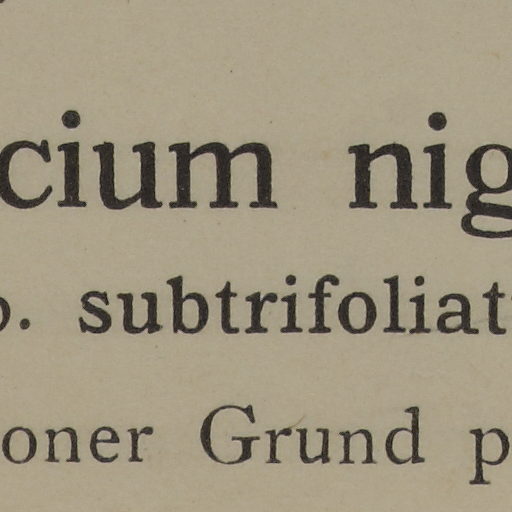 cium nig
o. subtrifoliat
oner Grund p